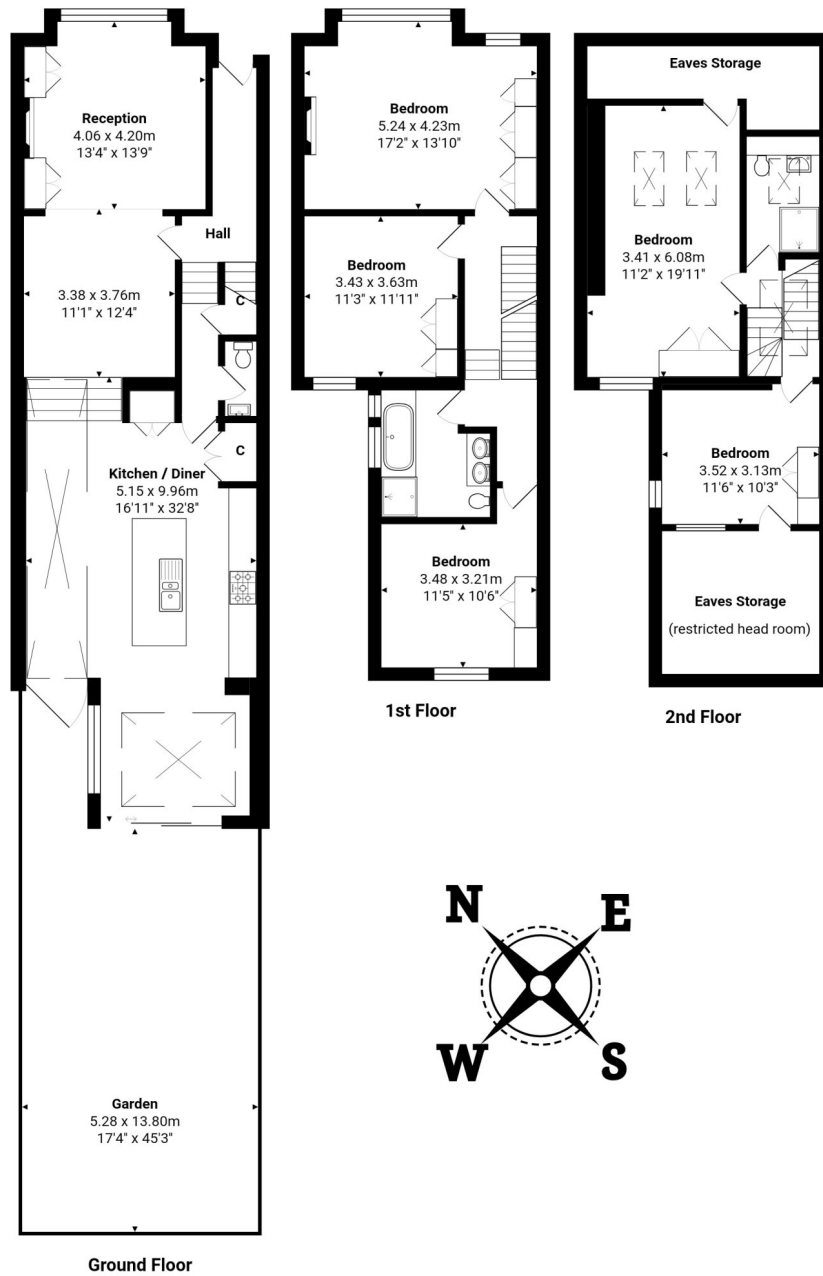 Reception
4.06 x 4.20m
13'4" x 13'9"
Hall
3.38 x 3.76m
11'1" x 12'4"
C
C
Kitchen / Diner
5.15 x 9.96m
16'11" x 32'8"
Garden
5.28 x 13.80m
17'4" x 45'3"
Ground Floor
Bedroom
5.24 x 4.23m
17'2" x 13'10"
Bedroom
3.43 x 3.63m
11'3" x 11'11"
Bedroom
3.48 x 3.21m
11'5" x 10'6"
1st Floor
Eaves Storage
Bedroom
3.41 x 6.08m
11'2" x 19'11"
Bedroom
3.52 x 3.13m
11'6" x 10'3"
Eaves Storage
(restricted head room)
2nd Floor
N
E
W
S